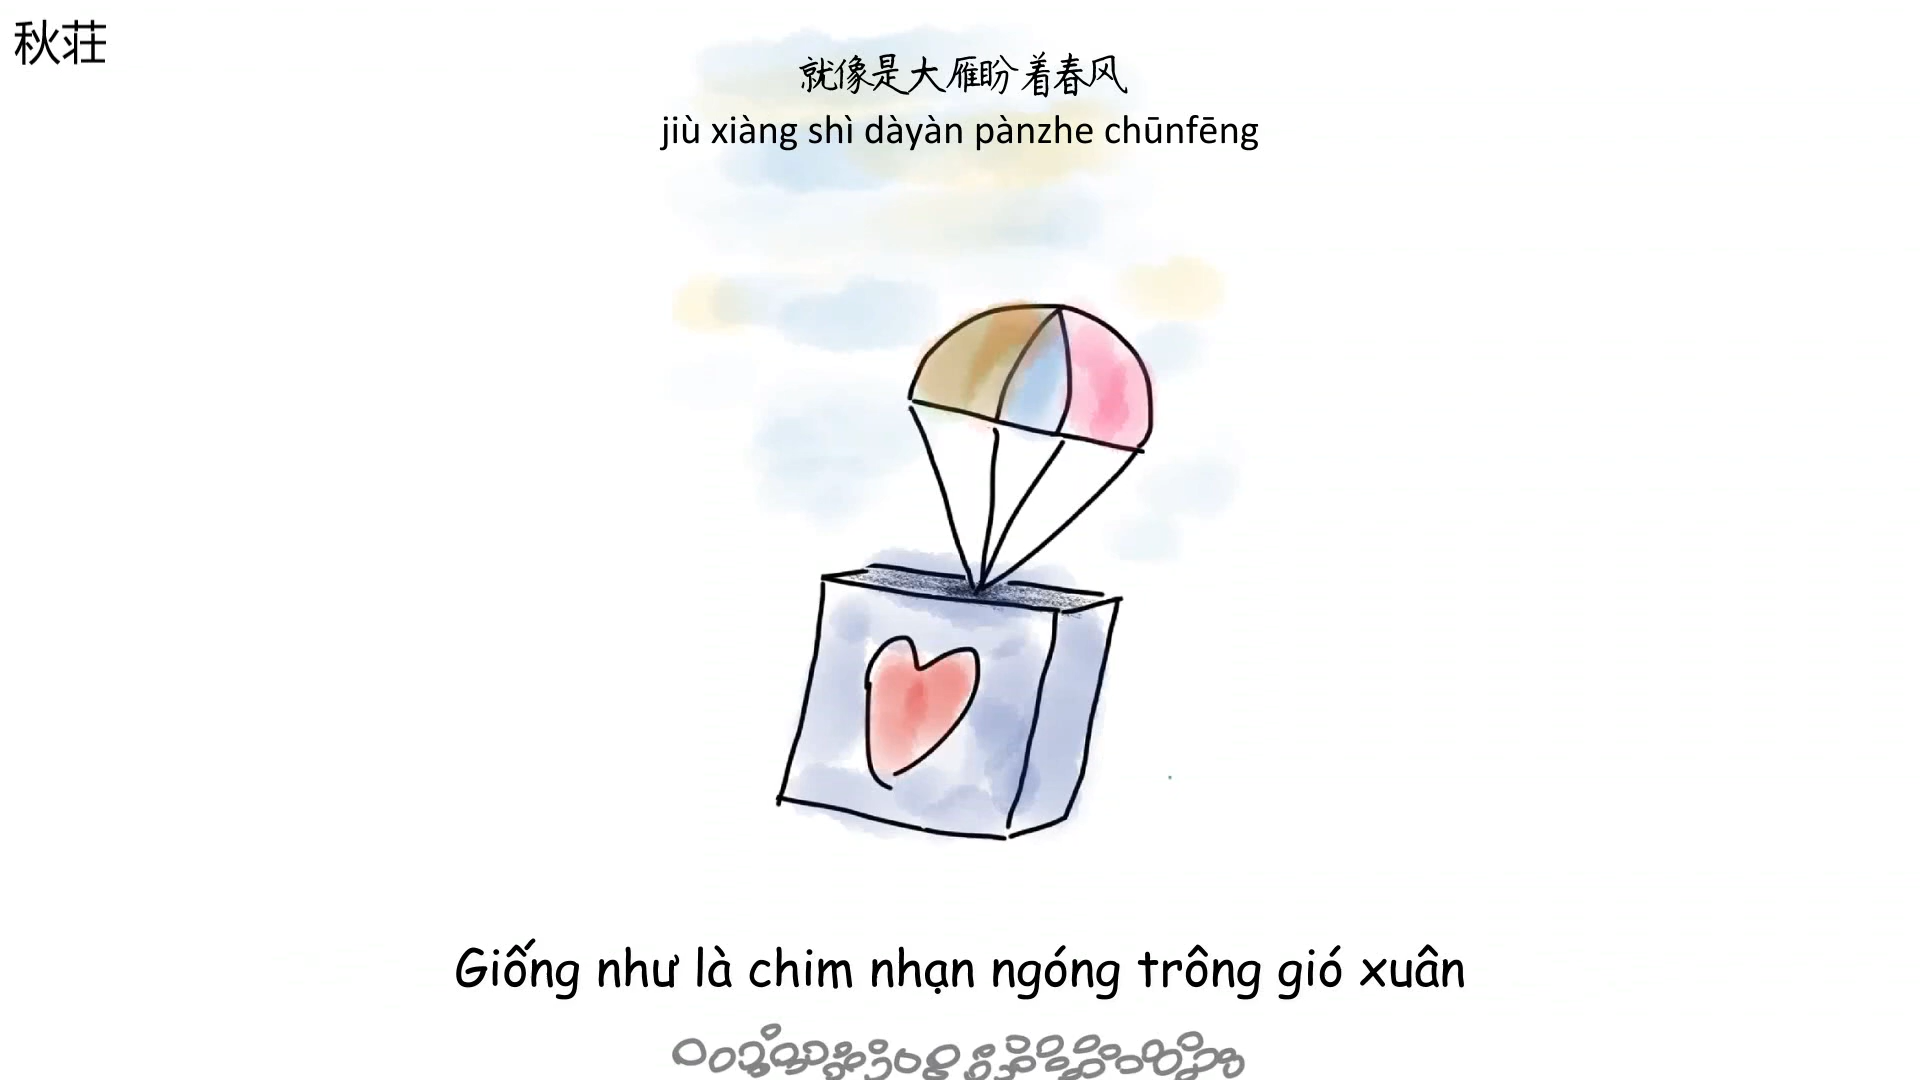 秋荘
就像是大雁盼着春风
jiù xiàng shì dàyàn pànzhe chūnfēng
Giống như là chim nhạn ngóng trông gió xuân